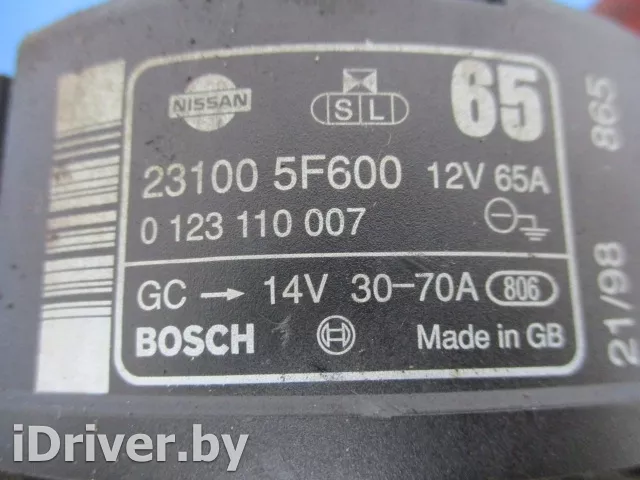 NISSAN
S L
65
23100 5F600 12V 65A
0 123 110 007
GC → 14V 30-70A 806
BOSCH Made in GB
21/98 865
iDriver.by